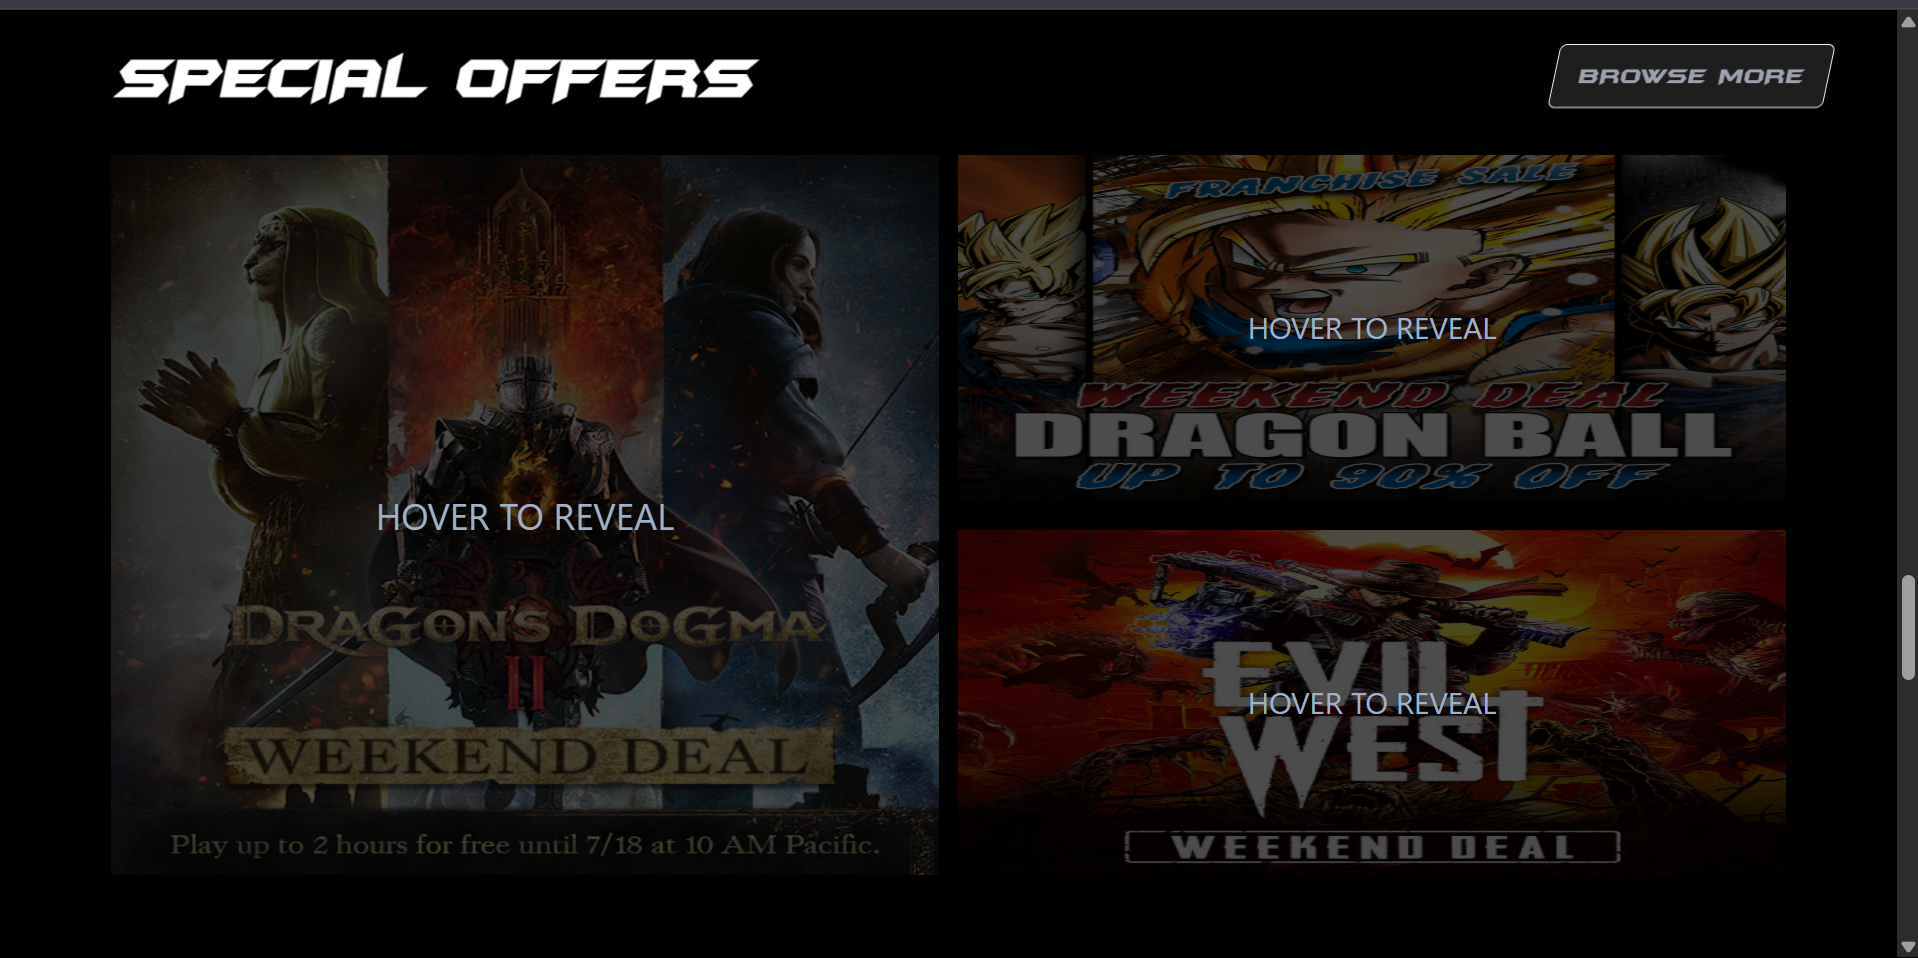 SPECIAL OFFERS
BROWSE MORE
HOVER TO REVEAL
DRAGON'S DOGMA
II
WEEKEND DEAL
Play up to 2 hours for free until 7/18 at 10 AM Pacific.
FRANCHISE SALE
HOVER TO REVEAL
WEEKEND DEAL
DRAGON BALL
UP TO 90% OFF
EVIL
HOVER TO REVEAL
WEST
WEEKEND DEAL